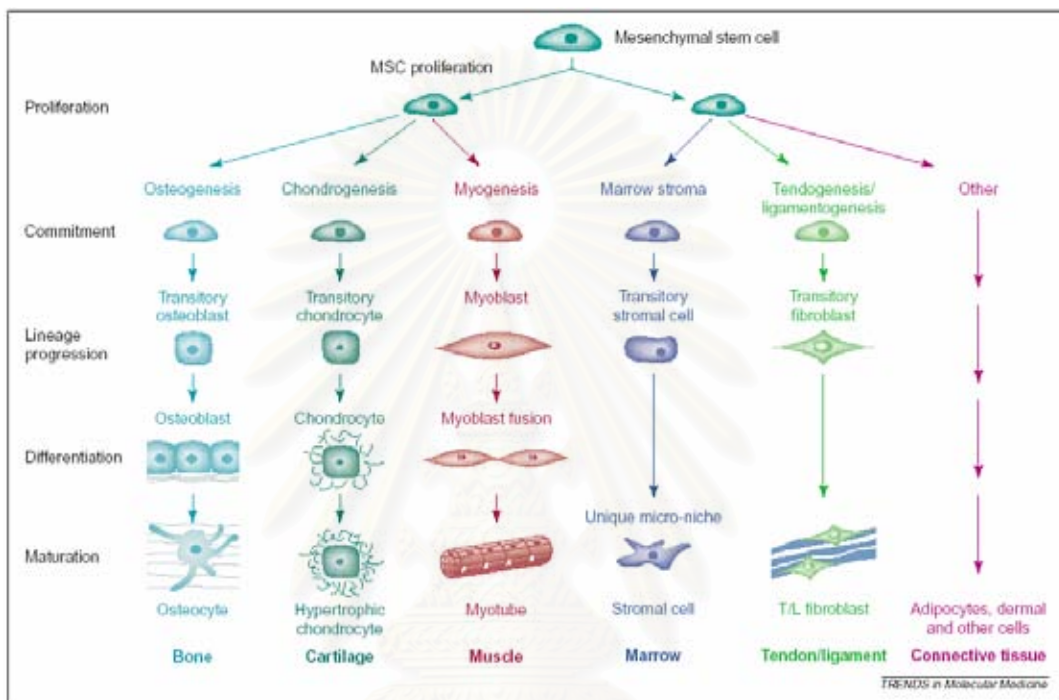 Mesenchymal stem cell
MSC proliferation
Proliferation
Osteogenesis
Chondrogenesis
Myogenesis
Marrow stroma
Tendogenesis/
ligamentogenesis
Other
Commitment
Transitory
osteoblast
Transitory
chondrocyte
Myoblast
Transitory
stromal cell
Transitory
fibroblast
Lineage
progression
Osteoblast
Chondrocyte
Myoblast fusion
Differentiation
Unique micro-niche
Maturation
Osteocyte
Hypertrophic
chondrocyte
Myotube
Stromal cell
T/L fibroblast
Adipocytes, dermal
and other cells
Bone
Cartilage
Muscle
Marrow
Tendon/ligament
Connective tissue
TRENDS in Molecular Medicine